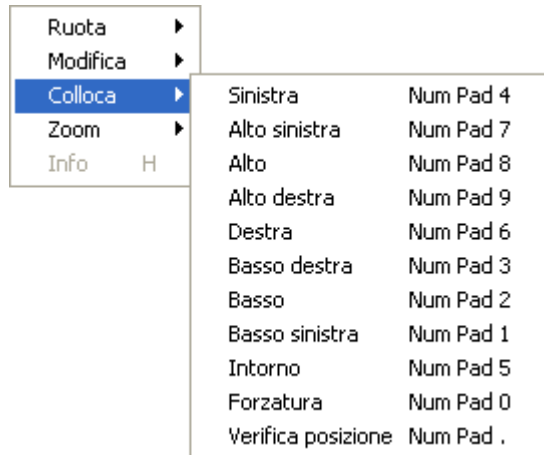 Ruota
Modifica
Colloca
Zoom
Info H
Sinistra Num Pad 4
Alto sinistra Num Pad 7
Alto Num Pad 8
Alto destra Num Pad 9
Destra Num Pad 6
Basso destra Num Pad 3
Basso Num Pad 2
Basso sinistra Num Pad 1
Intorno Num Pad 5
Forzatura Num Pad 0
Verifica posizione Num Pad .